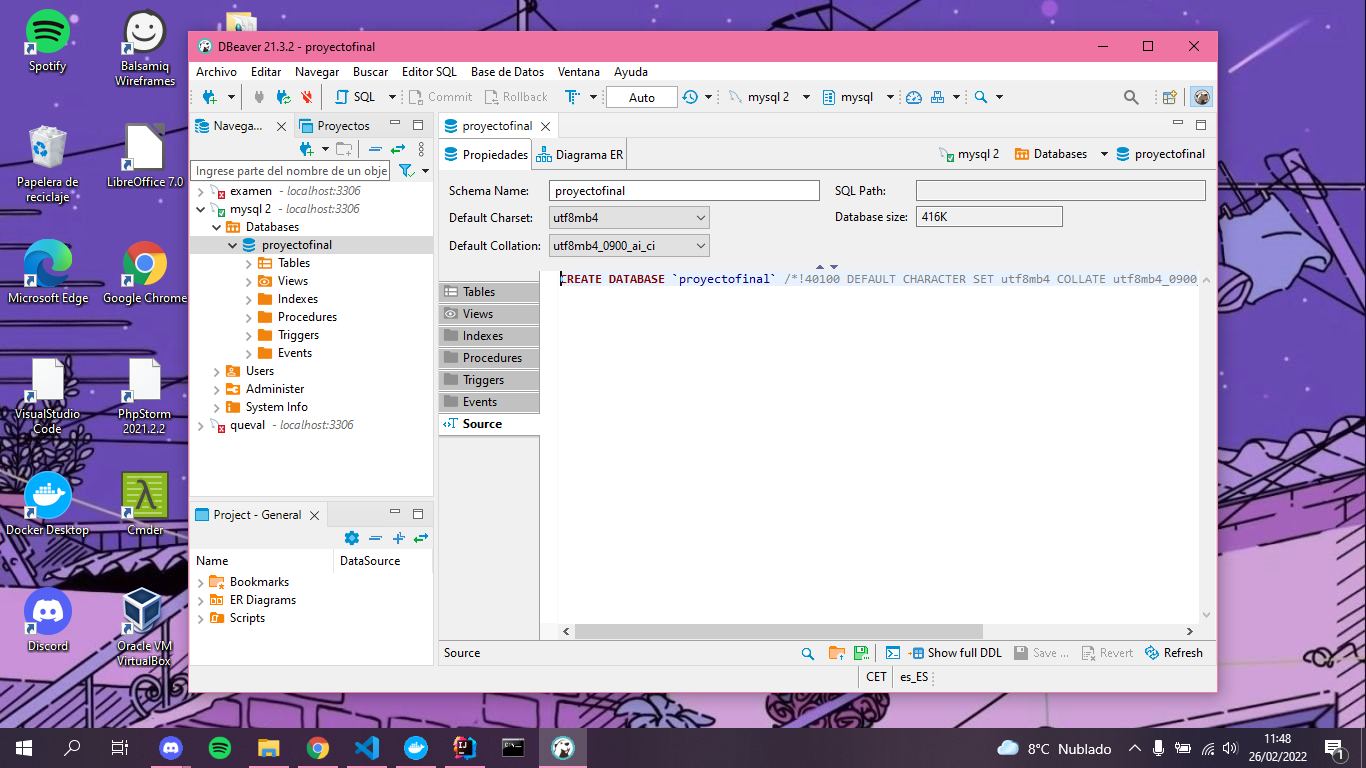 Spotify
Balsamiq
Wireframes
Papelera de
reciclaje
LibreOffice 7.0
Microsoft Edge
Google Chrome
VisualStudio
Code
PhpStorm
2021.2.2
Docker Desktop
Cmder
Discord
Oracle VM
VirtualBox
DBeaver 21.3.2 - proyectofinal
Archivo Editar Navegar Buscar Editor SQL Base de Datos Ventana Ayuda
SQL Commit Rollback Auto mysql 2 mysql
Navega... Proyectos
Ingrese parte del nombre de un obje
examen - localhost:3306
mysql 2 - localhost:3306
Databases
proyectofinal
Tables
Views
Indexes
Procedures
Triggers
Events
Users
Administer
System Info
queval - localhost:3306
Project - General
Name DataSource
Bookmarks
ER Diagrams
Scripts
proyectofinal
Propiedades Diagrama ER mysql 2 Databases proyectofinal
Schema Name: proyectofinal SQL Path:
Default Charset: utf8mb4 Database size: 416K
Default Collation: utf8mb4_0900_ai_ci
Tables
Views
Indexes
Procedures
Triggers
Events
Source
CREATE DATABASE `proyectofinal` /*!40100 DEFAULT CHARACTER SET utf8mb4 COLLATE utf8mb4_0900_
Source Show full DDL Save ... Revert Refresh
CET es_ES
8°C Nublado
11:48
26/02/2022
1